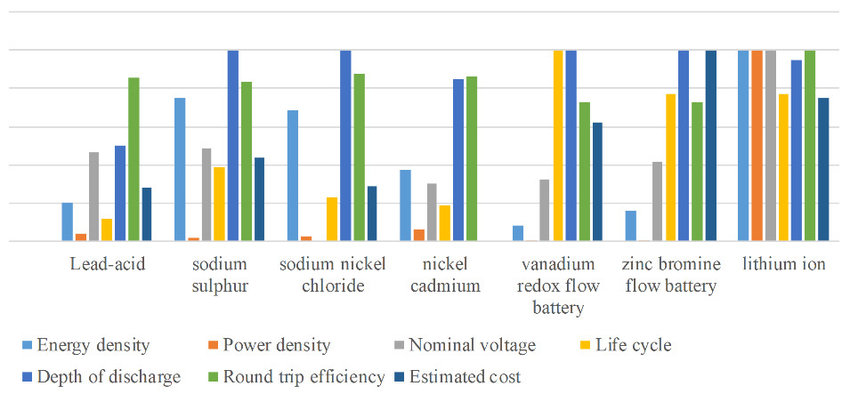 Lead-acid
sodium
sulphur
sodium nickel
chloride
nickel
cadmium
vanadium
redox flow
battery
zinc bromine
flow battery
lithium ion
Energy density
Power density
Nominal voltage
Life cycle
Depth of discharge
Round trip efficiency
Estimated cost